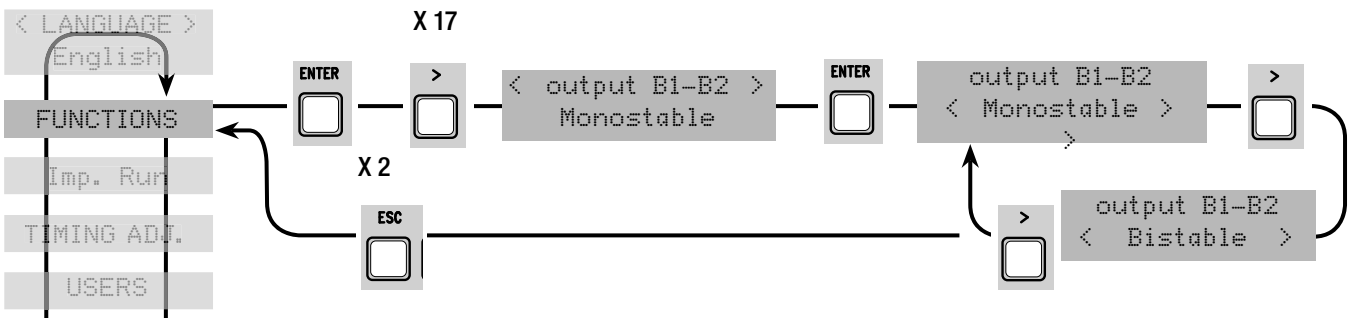 < LANGUAGE >
English
FUNCTIONS
Imp. Run
TIMING ADJ.
USERS
ENTER
X 17
>
< output B1-B2 >
Monostable
ENTER
output B1-B2
< Monostable >
>
>
output B1-B2
< Bistable >
>
X 2
ESC